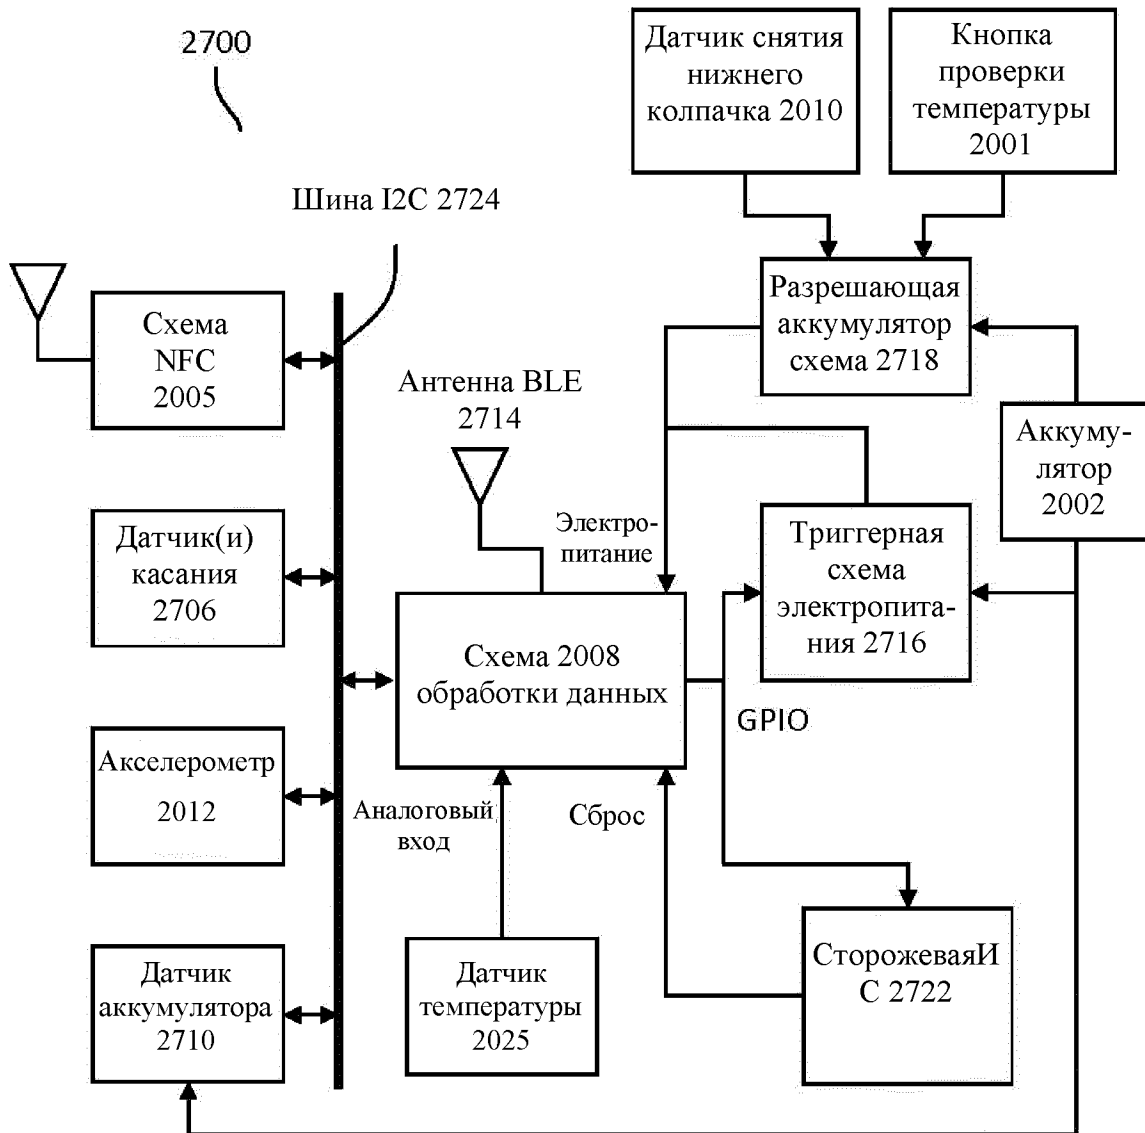 2700
Датчик снятия
нижнего
колпачка 2010
Кнопка
проверки
температуры
2001
Шина I2C 2724
Разрешающая
аккумулятор
схема 2718
Схема
NFC
2005
Антенна BLE
2714
Аккуму-
лятор
2002
Электро-
питание
Триггерная
схема
электропита-
ния 2716
Датчик(и)
касания
2706
Схема 2008
обработки данных
GPIO
Акселерометр
2012
Аналоговый
вход
Сброс
Датчик
аккумулятора
2710
Датчик
температуры
2025
СторожеваяИ
С 2722